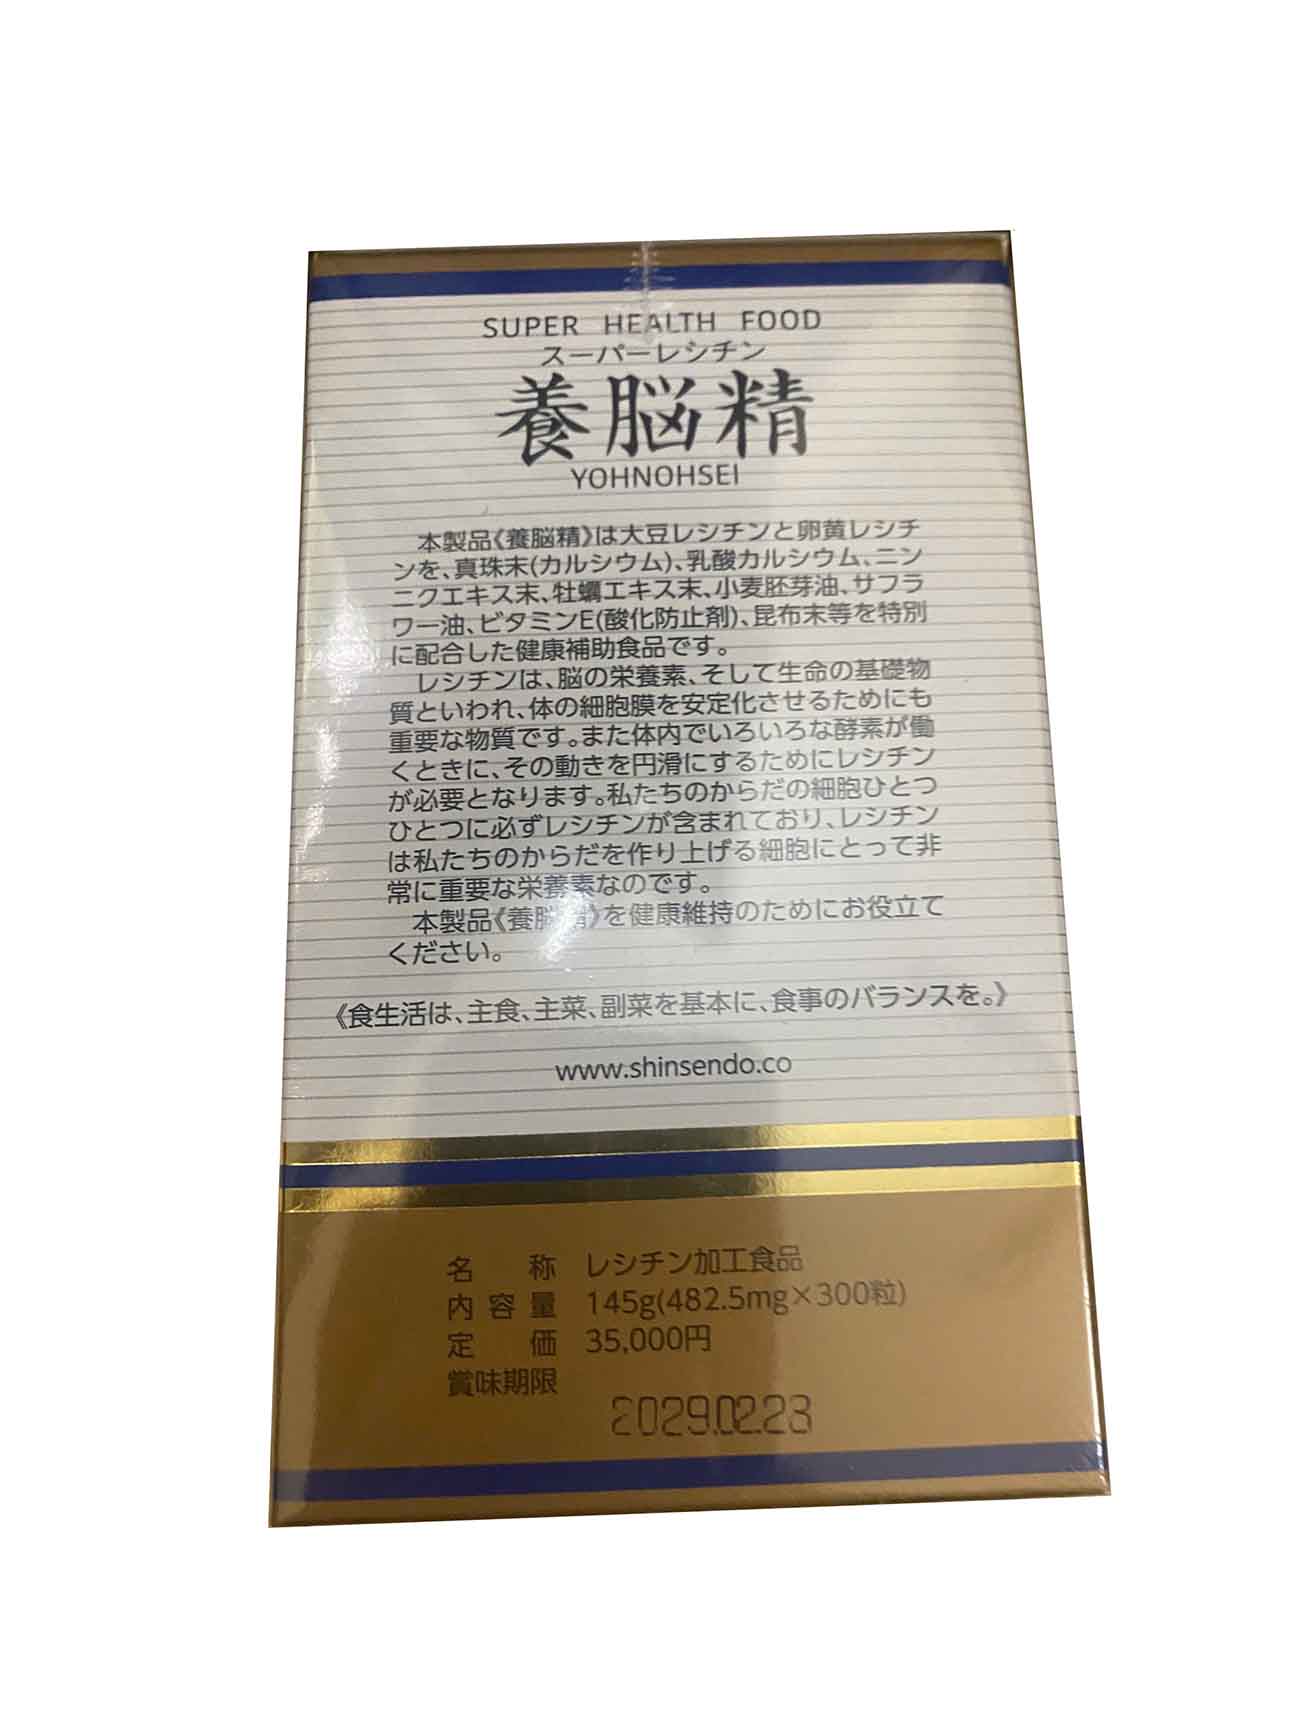 SUPER HEALTH FOOD
スーパーレシチン
養脳精
YOHNOHSEI
本製品《養脳精》は大豆レシチンと卵黄レシチ
ンを、真珠末(カルシウム)、乳酸カルシウム、ニン
ニクエキス末、牡蠣エキス末、小麦胚芽油、サフラ
ワー油、ビタミンE(酸化防止剤)、昆布末等を特別
に配合した健康補助食品です。
レシチンは、脳の栄養素、そして生命の基礎物
質といわれ、体の細胞膜を安定化させるためにも
重要な物質です。また体内でいろいろな酵素が働
くときに、その動きを円滑にするためにレシチン
が必要となります。私たちのからだの細胞ひとつ
ひとつに必ずレシチンが含まれており、レシチン
は私たちのからだを作り上げる細胞にとって非
常に重要な栄養素なのです。
本製品《養脳精》を健康維持のためにお役立て
ください。
《食生活は、主食、主菜、副菜を基本に、食事のバランスを。》
www.shinsendo.co
名称 レシチン加工食品
内容量 145g(482.5mg×300粒)
定価 35,000円
賞味期限
2029.02.23